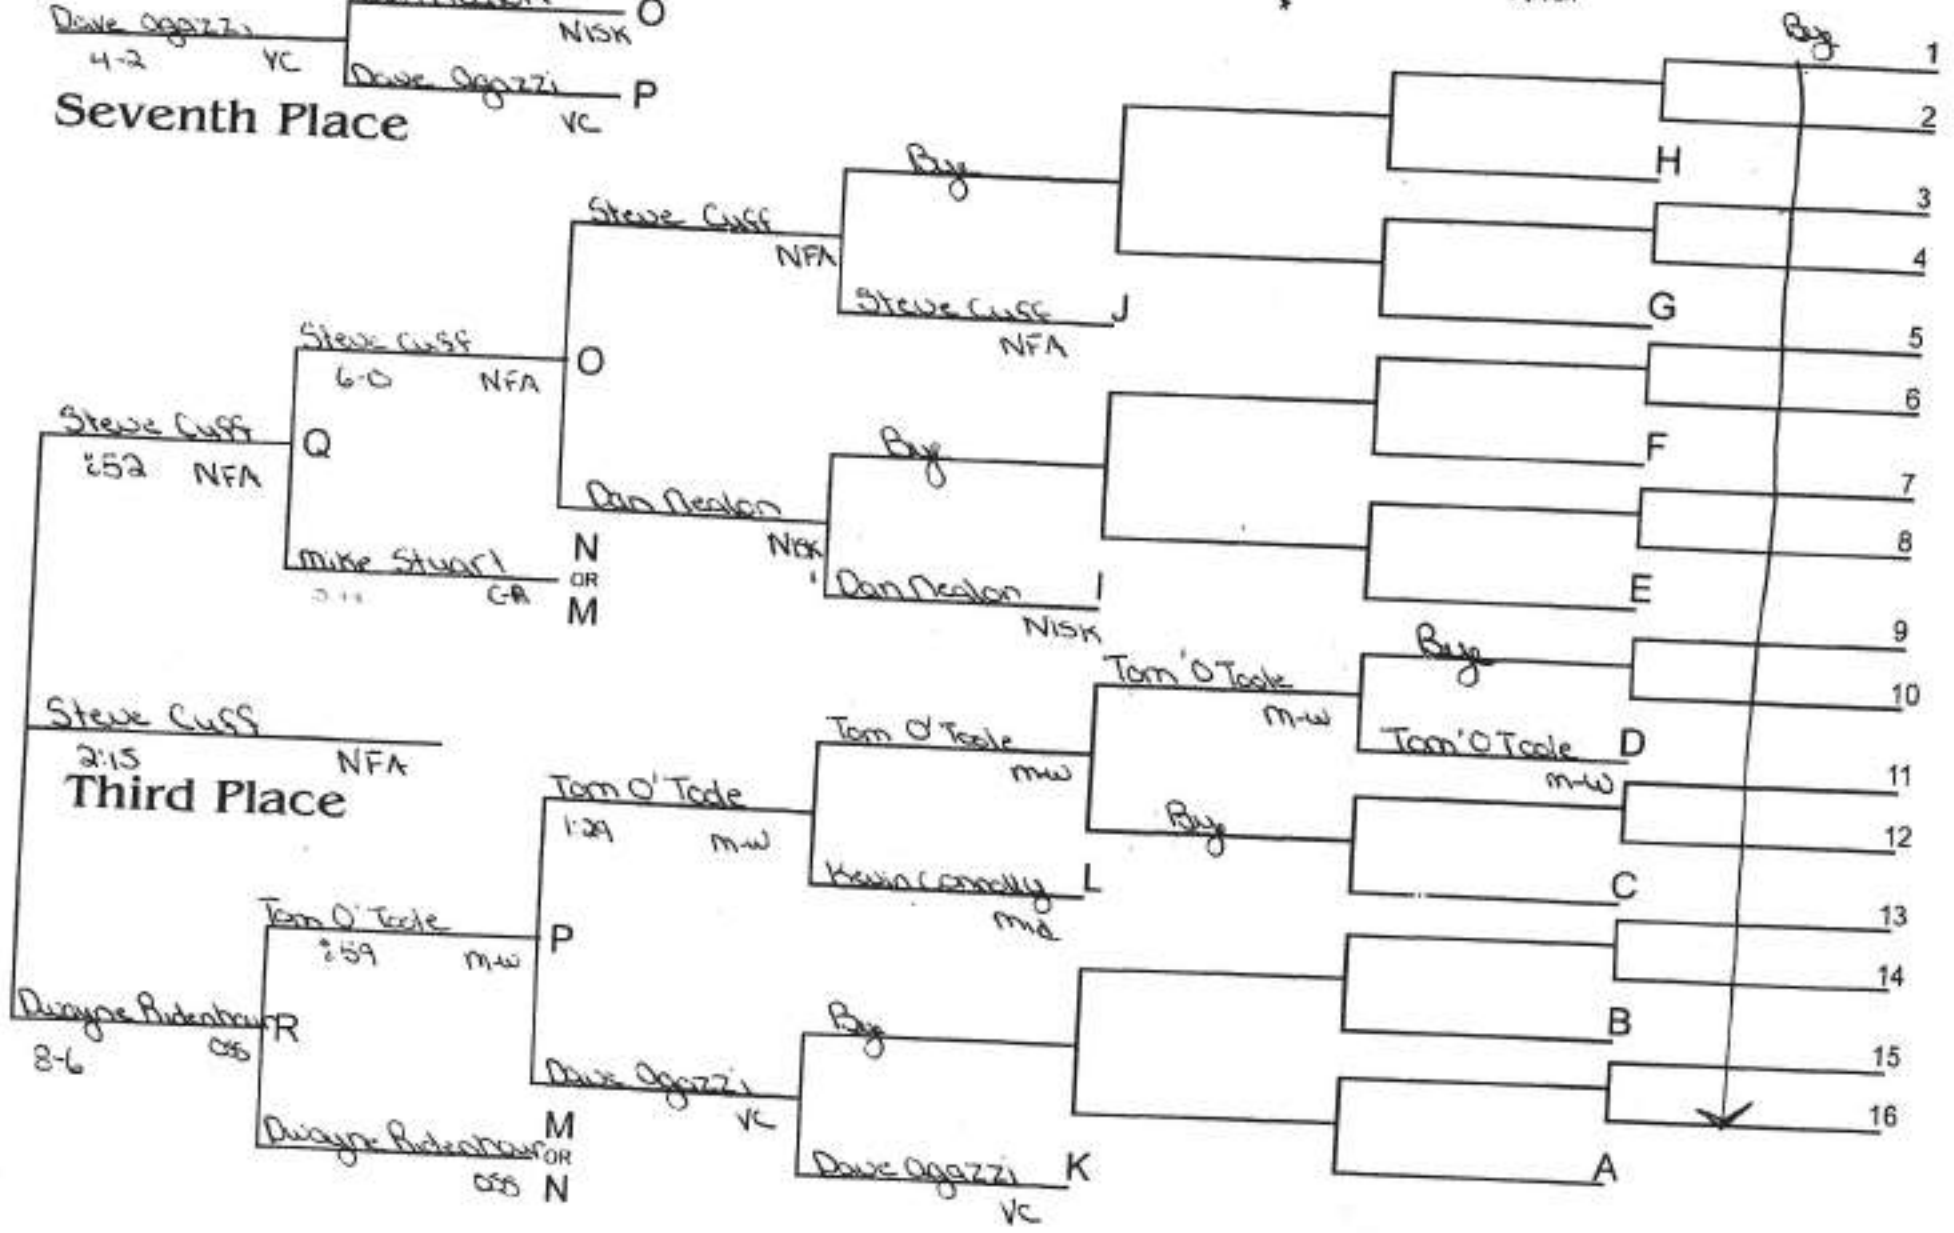 O
Dave Ogazzi
NISK
4-2 VC
Dave Ogazzi P
VC
Seventh Place
Bye
1
2
H
3
4
G
5
6
F
7
8
E
9
10
11
12
C
13
14
B
15
16
A
Bye
Steve Cuff
NFA
Steve Cuff J
NFA
Steve Cuff O
6-0 NFA
Steve Cuff Q
:52 NFA
Bye
Dan Nealon
NISK
Dan Nealon I
NISK
Mike Stuart N
OR
C-R M
Steve Cuff
2:15 NFA
Third Place
Bye
Tom O'Toole
m-w
Tom O'Toole D
m-w
Tom O'Toole
m-w
Bye
Tom O'Toole
1:29 m-w
Kevin Connolly L
Tom O'Toole P
:59 m-w
Dwayne Ridenhour R
8-6 OSS
Bye
Dave Ogazzi
VC
Dave Ogazzi K
VC
Dwayne Ridenhour M
OR
OSS N